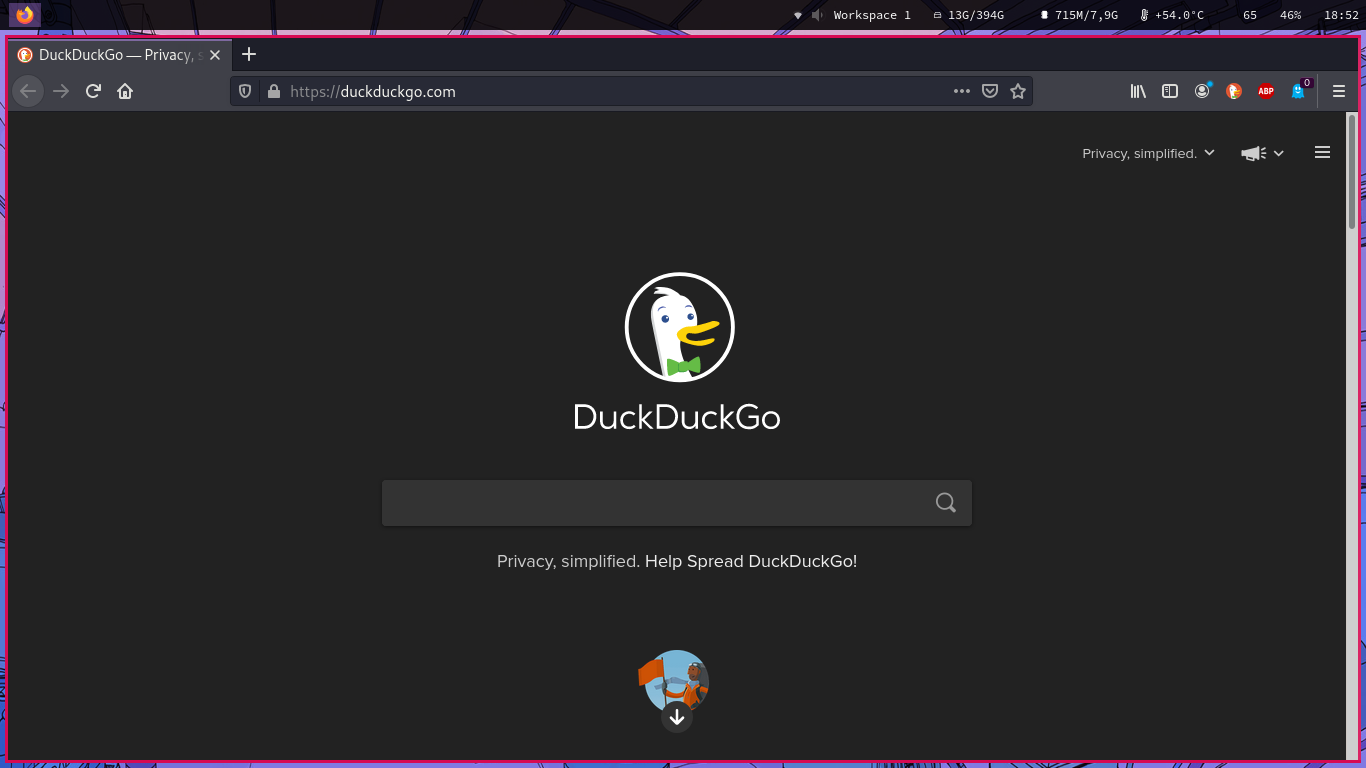 Workspace 1 13G/394G 715M/7,9G +54.0°C 65 46% 18:52
DuckDuckGo — Privacy, s
https://duckduckgo.com
ABP
0
Privacy, simplified.
DuckDuckGo
Privacy, simplified. Help Spread DuckDuckGo!